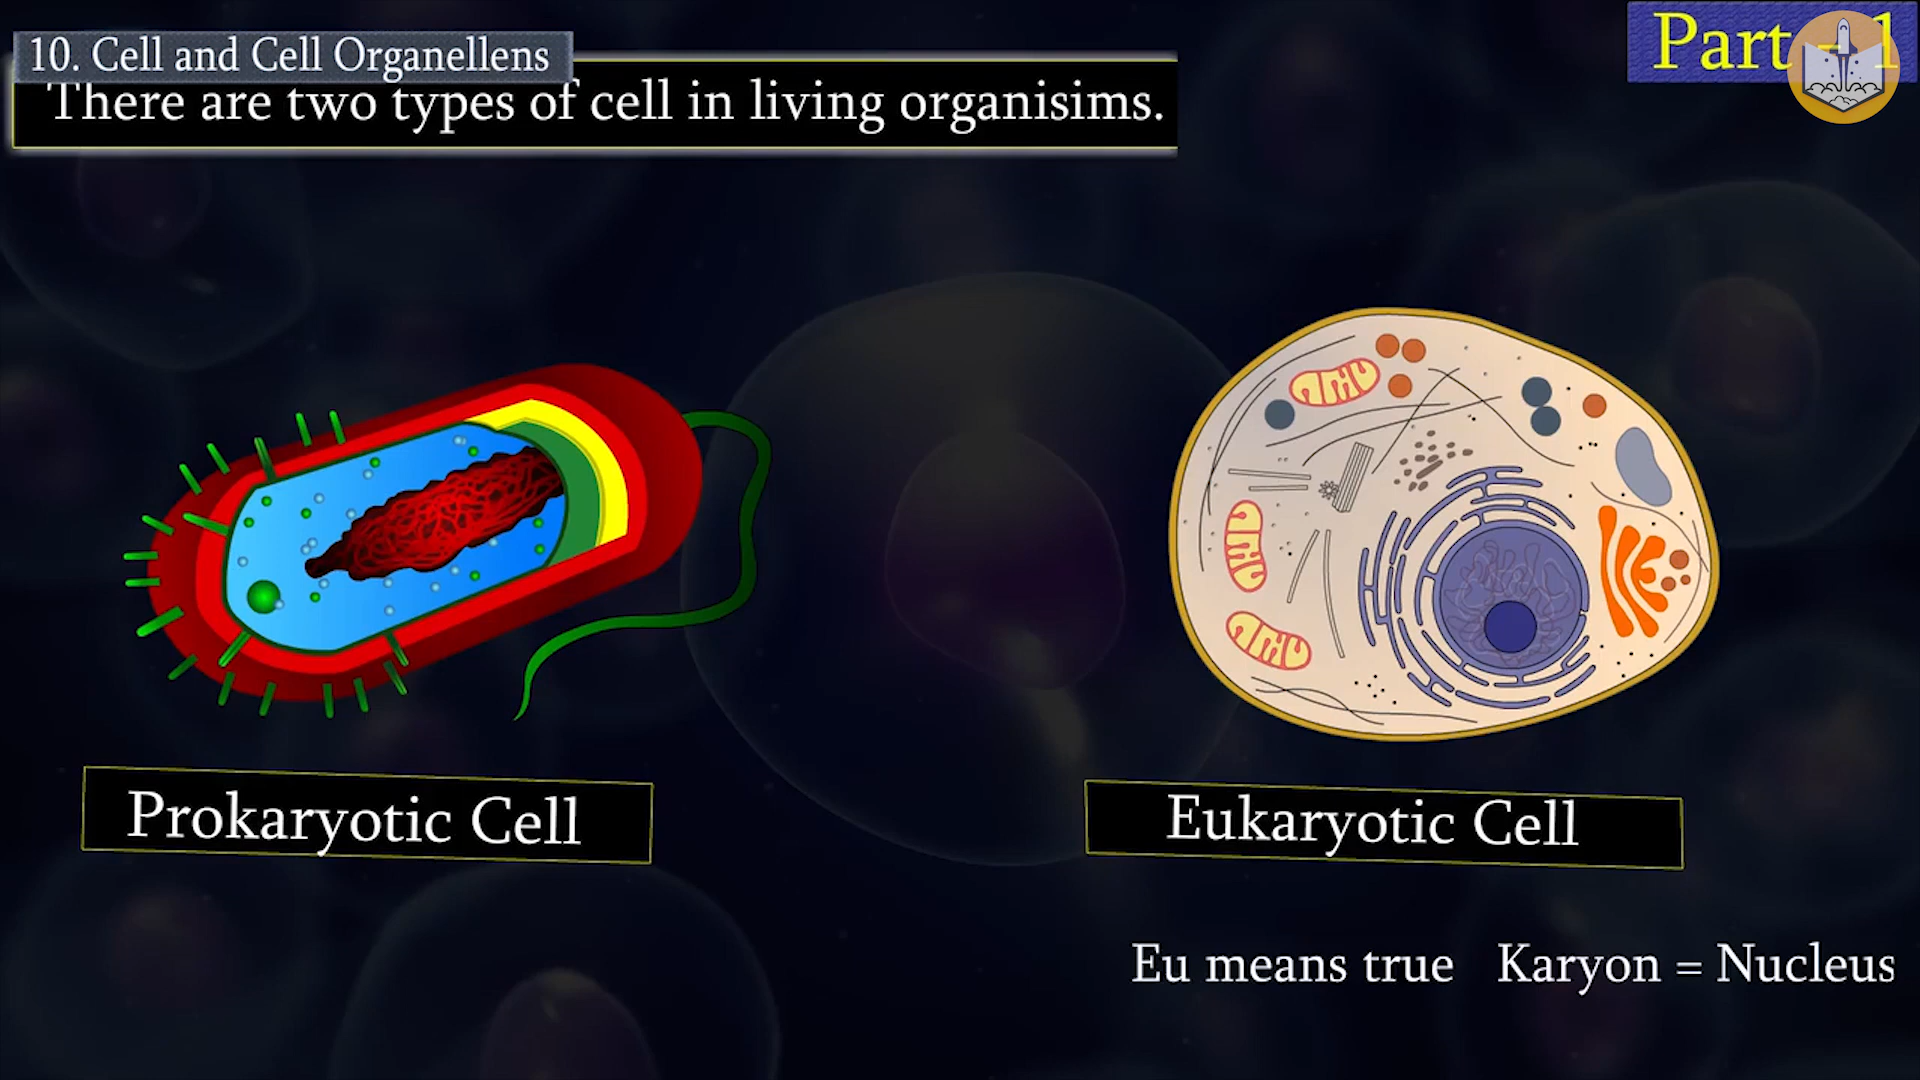 10. Cell and Cell Organellens
Part - 1
There are two types of cell in living organisims.
Prokaryotic Cell
Eukaryotic Cell
Eu means true Karyon = Nucleus